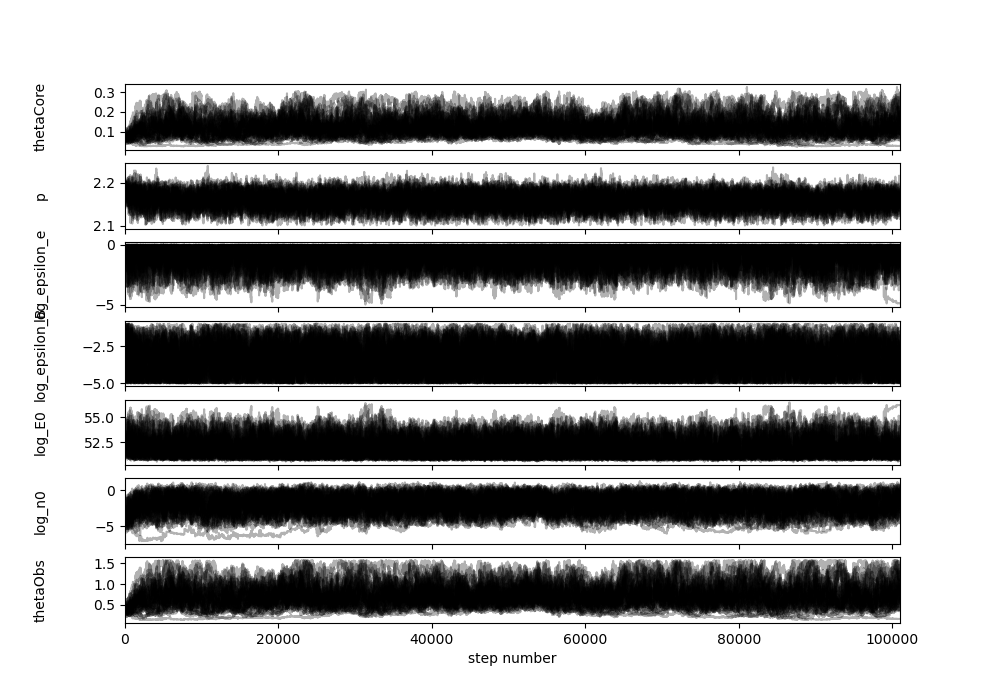 thetaCore
0.3
0.2
0.1
p
2.2
2.1
log_epsilon_e
0
−5
log_epsilon_B
−2.5
−5.0
log_E0
55.0
52.5
log_n0
0
−5
thetaObs
1.5
1.0
0.5
0 20000 40000 60000 80000 100000
step number